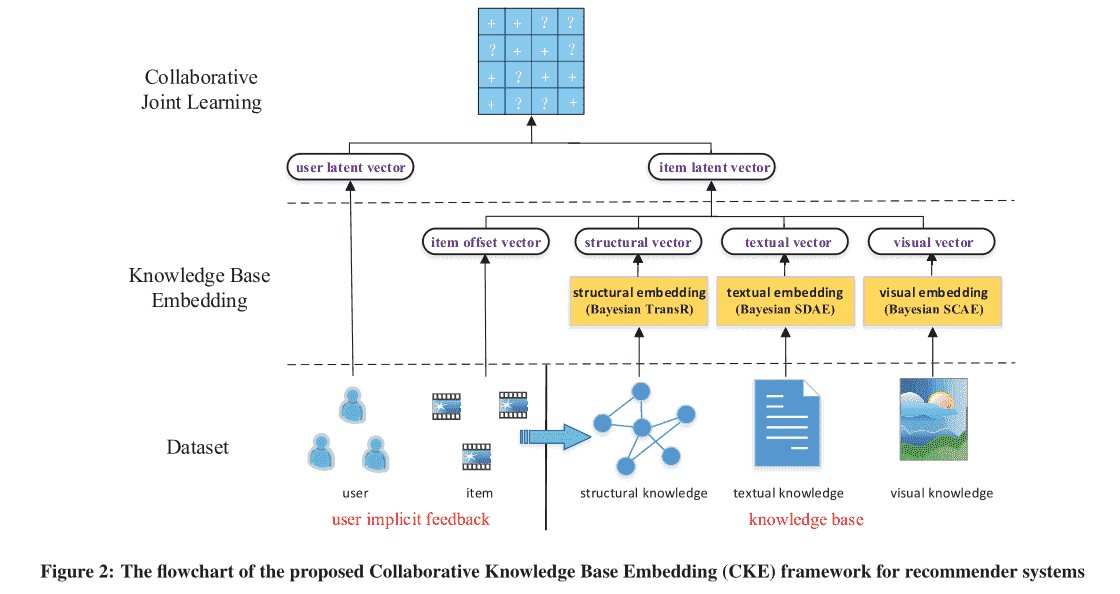 + + ? ?
? + + ?
+ ? + +
+ ? ? +
Collaborative
Joint Learning
user latent vector
item latent vector
item offset vector
structural vector
textual vector
visual vector
Knowledge Base
Embedding
structural embedding
(Bayesian TransR)
textual embedding
(Bayesian SDAE)
visual embedding
(Bayesian SCAE)
Dataset
user
item
structural knowledge
textual knowledge
visual knowledge
user implicit feedback
knowledge base
Figure 2: The flowchart of the proposed Collaborative Knowledge Base Embedding (CKE) framework for recommender systems